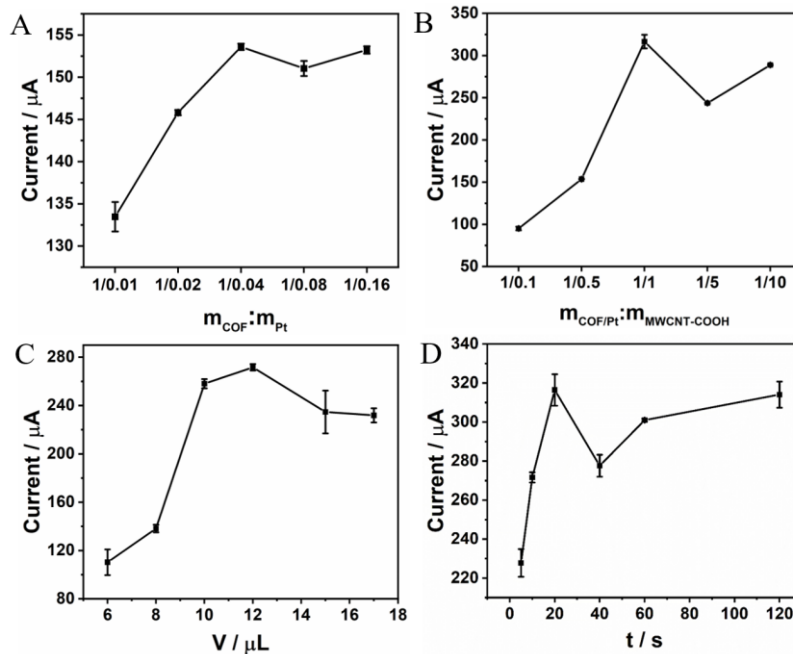 A
Current / μA
155
150
145
140
135
130
1/0.01 1/0.02 1/0.04 1/0.08 1/0.16
mCOF:mPt
B
Current / μA
350
300
250
200
150
100
50
1/0.1 1/0.5 1/1 1/5 1/10
mCOF/Pt:mMWCNT-COOH
C
Current / μA
280
240
200
160
120
80
6 8 10 12 14 16 18
V / μL
D
Current / μA
340
320
300
280
260
240
220
0 20 40 60 80 100 120
t / s